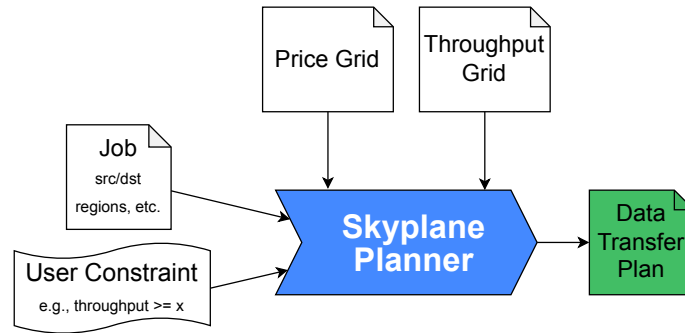 Price Grid
Throughput
Grid
Job
src/dst
regions, etc.
User Constraint
e.g., throughput >= x
Skyplane
Planner
Data
Transfer
Plan